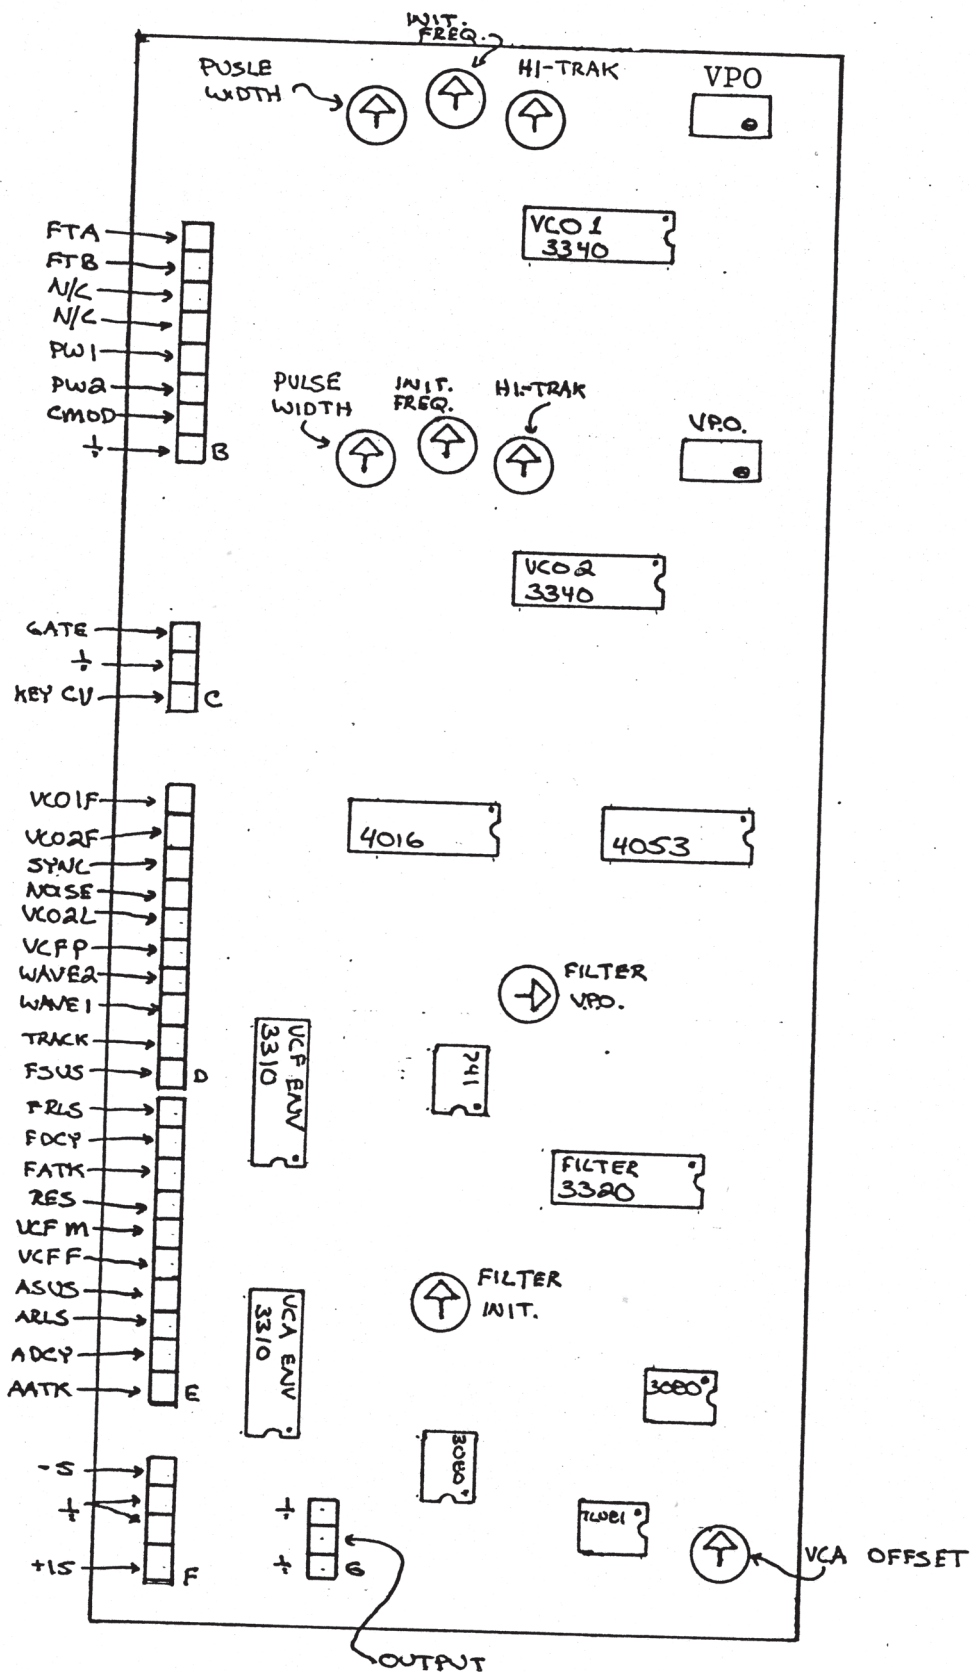 INIT.
FREQ.
PUSLE
WIDTH
HI-TRAK
VPO
VCO 1
3340
FTA
FTB
N/C
N/C
PW1
PW2
CMOD
B
PULSE
WIDTH
INIT.
FREQ.
HI-TRAK
V.P.O.
VCO 2
3340
GATE
KEY CV
C
VCO1F
VCO2F
SYNC
NOISE
VCO2L
VCFP
WAVE2
WAVE1
TRACK
FSUS
D
4016
4053
FILTER
V.P.O.
VCF ENV
3310
741
FRLS
FDCY
FATK
RES
VCF M
VCF F
ASUS
ARLS
ADCY
AATK
E
FILTER
3320
FILTER
INIT.
VCA ENV
3310
3080
3080
-5
+15
F
G
TL081
VCA OFFSET
OUTPUT